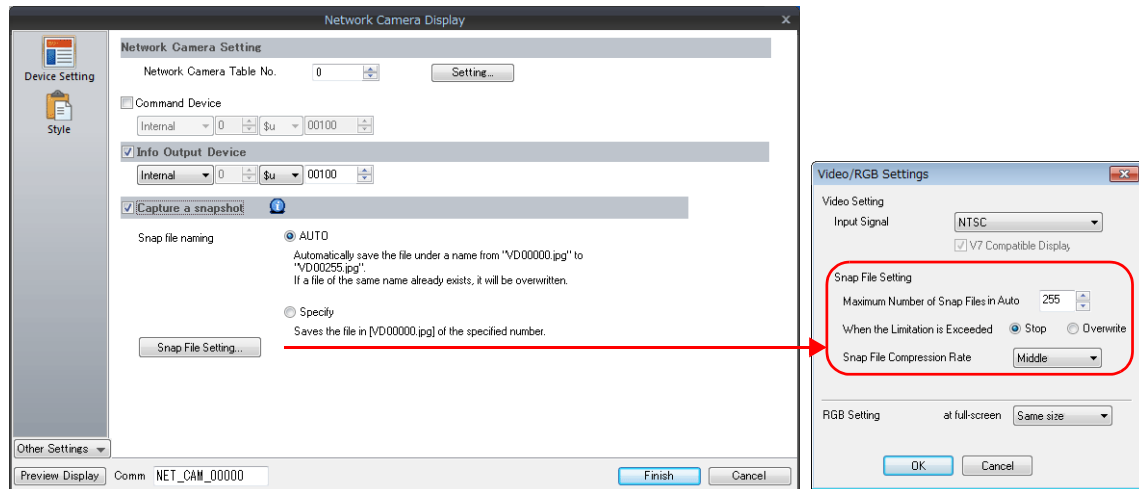 Network Camera Display
x
Device Setting
Style
Network Camera Setting
Network Camera Table No. 0 Setting...
Command Device
Internal 0 $u 00100
Info Output Device
Internal 0 $u 00100
Capture a snapshot
Snap file naming AUTO
Automatically save the file under a name from "VD00000.jpg" to
"VD00255.jpg".
If a file of the same name already exists, it will be overwritten.
Specify
Saves the file in [VD00000.jpg] of the specified number.
Snap File Setting...
Other Settings
Preview Display Comm NET_CAM_00000 Finish Cancel
Video/RGB Settings
Video Setting
Input Signal NTSC
V7 Compatible Display
Snap File Setting
Maximum Number of Snap Files in Auto 255
When the Limitation is Exceeded Stop Overwrite
Snap File Compression Rate Middle
RGB Setting at full-screen Same size
OK Cancel